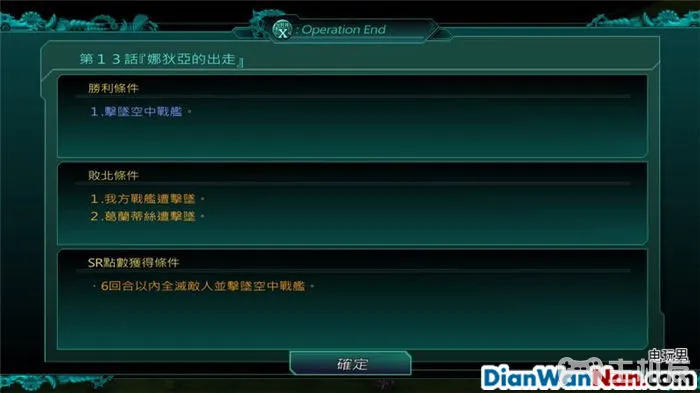 X : Operation End
第１３話『娜狄亞的出走』
勝利條件
１.擊墜空中戰艦。
敗北條件
１.我方戰艦遭擊墜。
２.葛蘭蒂絲遭擊墜。
SR點數獲得條件
・6回合以內全滅敵人並擊墜空中戰艦。
確定
电玩男
DianWanNan.com